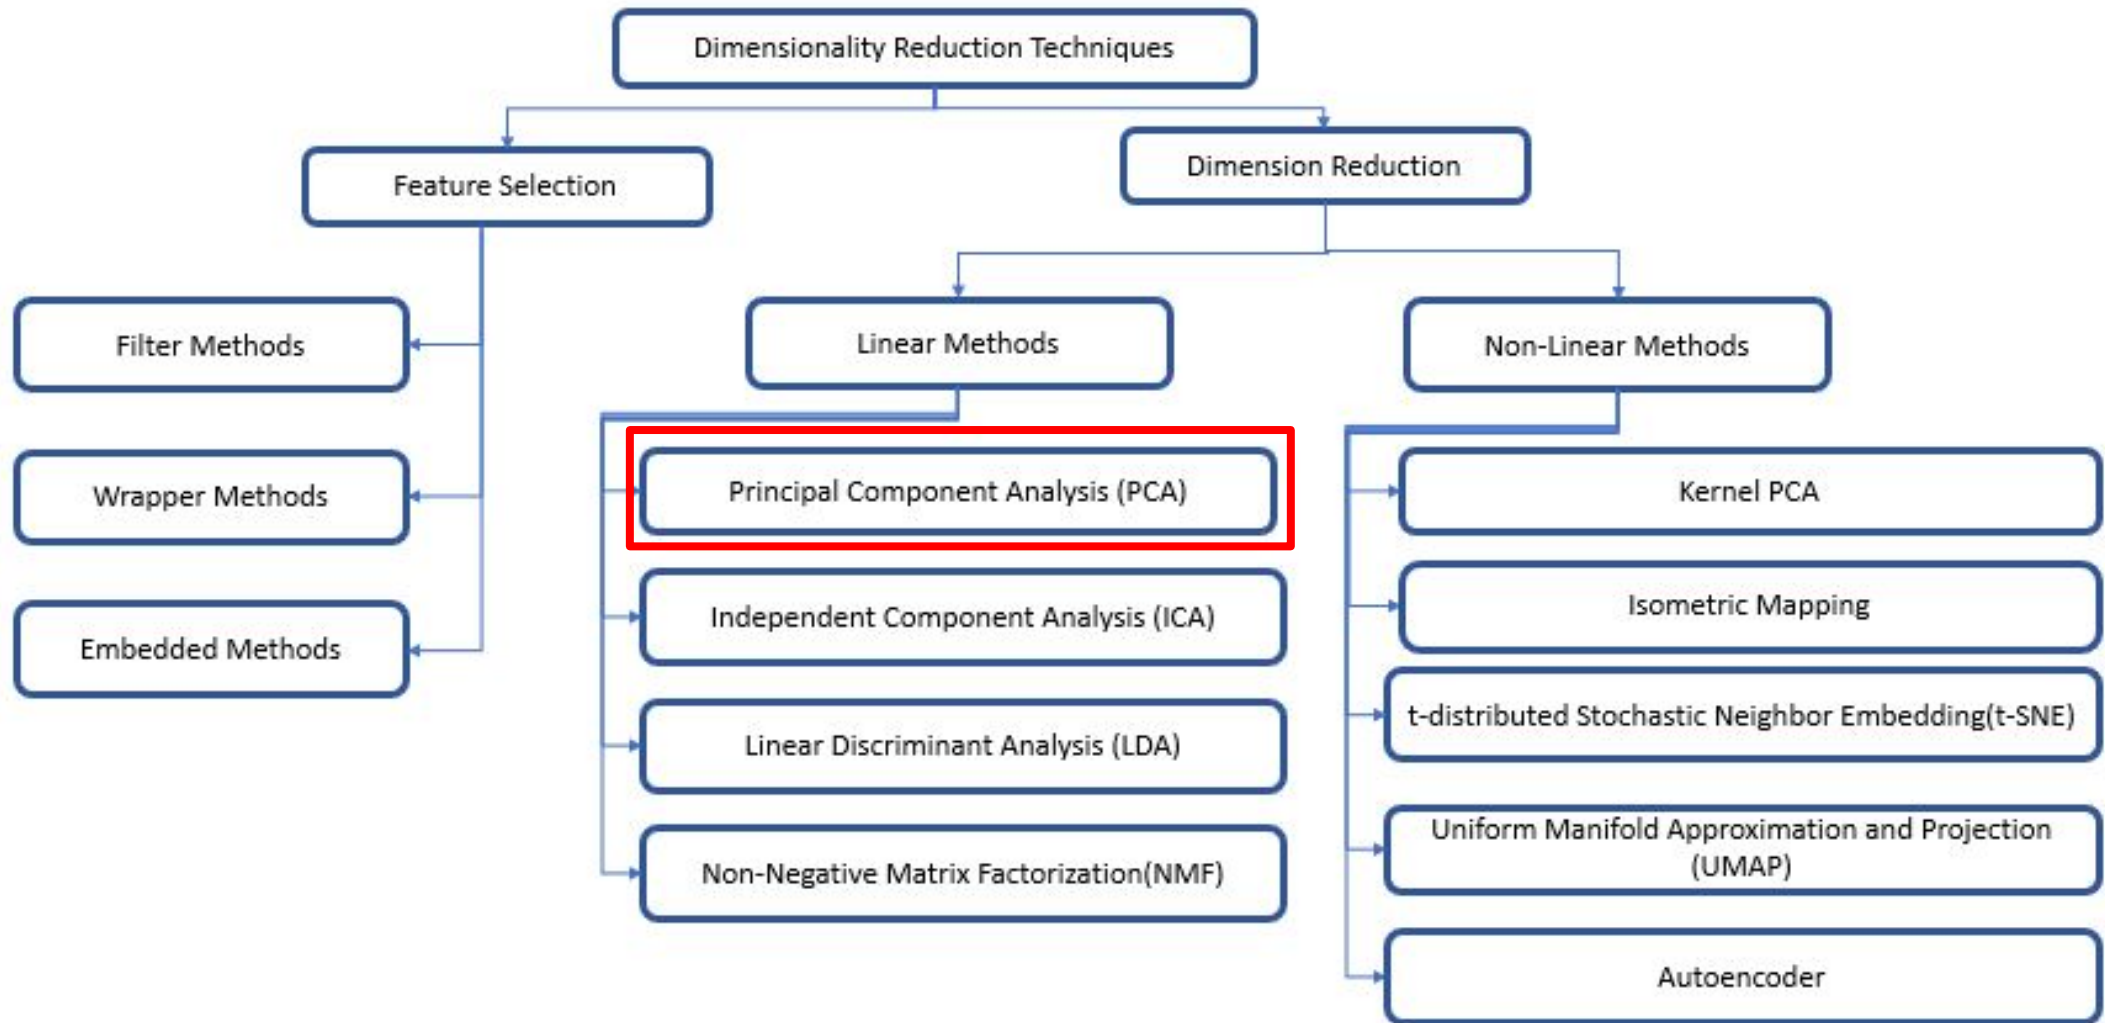 Dimensionality Reduction Techniques
Feature Selection
Dimension Reduction
Filter Methods
Wrapper Methods
Embedded Methods
Linear Methods
Principal Component Analysis (PCA)
Independent Component Analysis (ICA)
Linear Discriminant Analysis (LDA)
Non-Negative Matrix Factorization(NMF)
Non-Linear Methods
Kernel PCA
Isometric Mapping
t-distributed Stochastic Neighbor Embedding(t-SNE)
Uniform Manifold Approximation and Projection
(UMAP)
Autoencoder